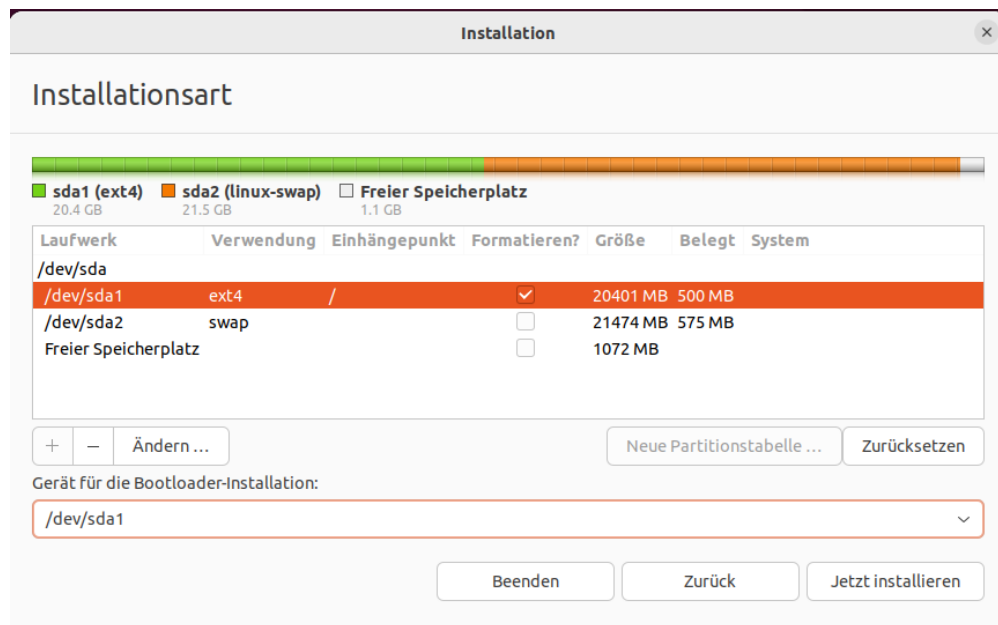 Installation
Installationsart
sda1 (ext4) sda2 (linux-swap) Freier Speicherplatz
20.4 GB 21.5 GB 1.1 GB
Laufwerk Verwendung Einhängepunkt Formatieren? Größe Belegt System
/dev/sda
/dev/sda1 ext4 / 20401 MB 500 MB
/dev/sda2 swap 21474 MB 575 MB
Freier Speicherplatz 1072 MB
+ − Ändern ... Neue Partitionstabelle ... Zurücksetzen
Gerät für die Bootloader-Installation:
/dev/sda1
Beenden Zurück Jetzt installieren